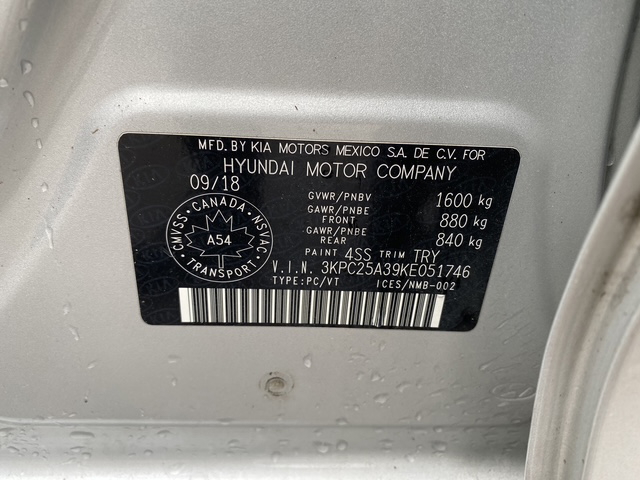 MFD. BY KIA MOTORS MEXICO S.A. DE C.V. FOR
HYUNDAI MOTOR COMPANY
09/18
GVWR/PNBV 1600 kg
GAWR/PNBE FRONT 880 kg
GAWR/PNBE REAR 840 kg
PAINT 4SS TRIM TRY
CANADA
CMVSS NSVAC
A54
TRANSPORT
V.I.N. 3KPC25A39KE051746
TYPE:PC/VT ICES/NMB-002